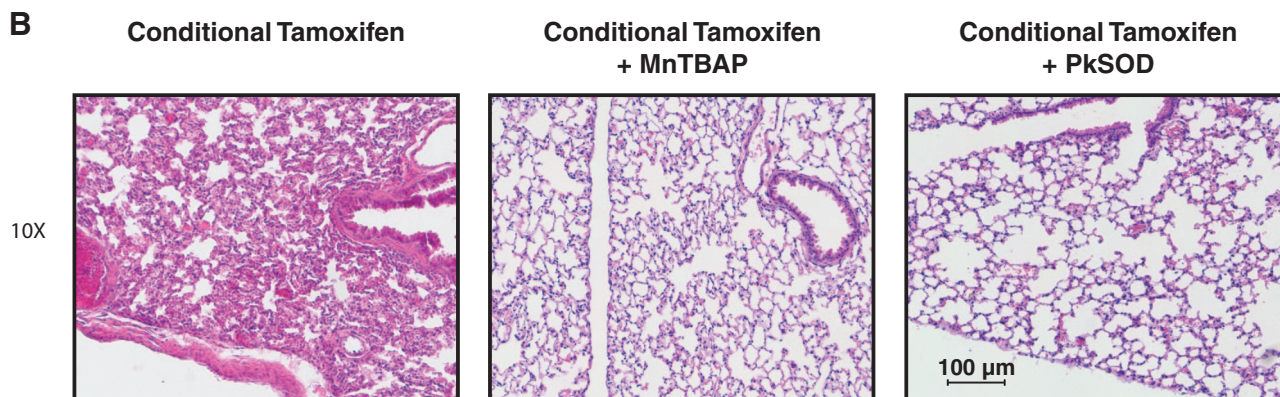 B
Conditional Tamoxifen
Conditional Tamoxifen
+ MnTBAP
Conditional Tamoxifen
+ PkSOD
10X
100 µm